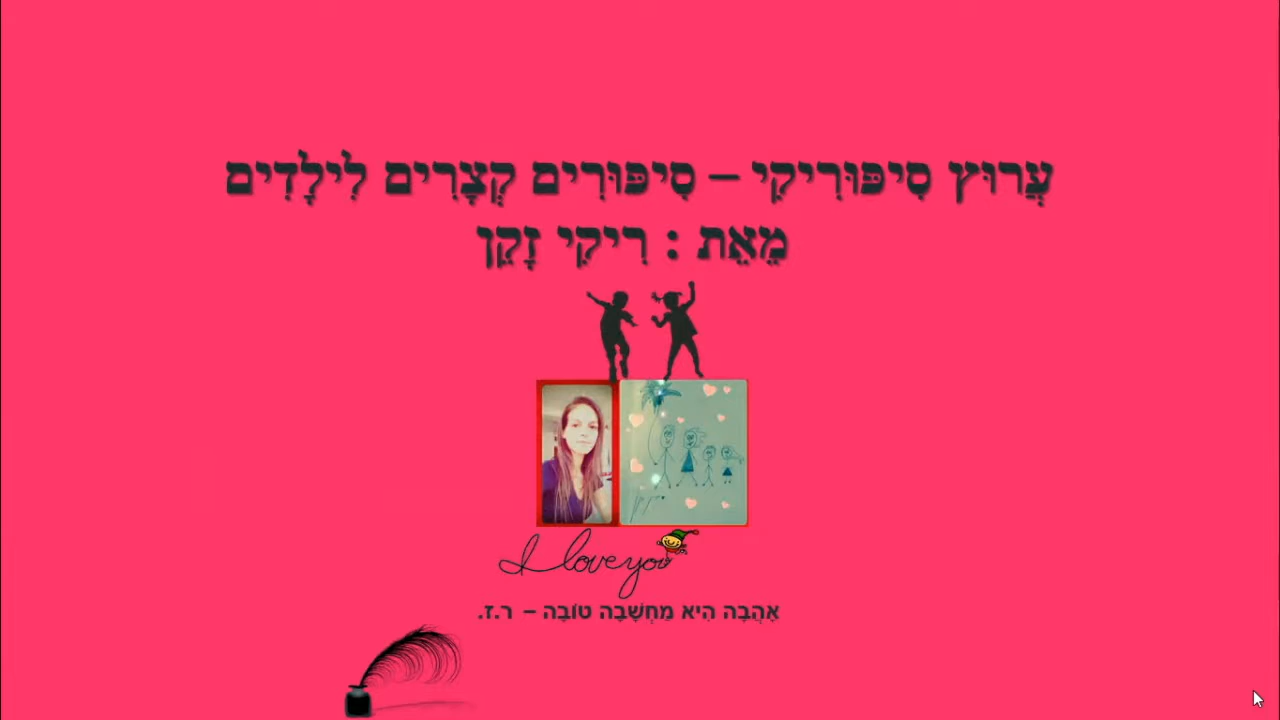 עֲרוּץ סִיפּוּרִיקִי – סִיפּוּרִים קְצָרִים לִילָדִים
מֵאֵת : רִיקִי זָקֵן
I love you
אַהֲבָה הִיא מַחְשָׁבָה טוֹבָה – ר.ז.